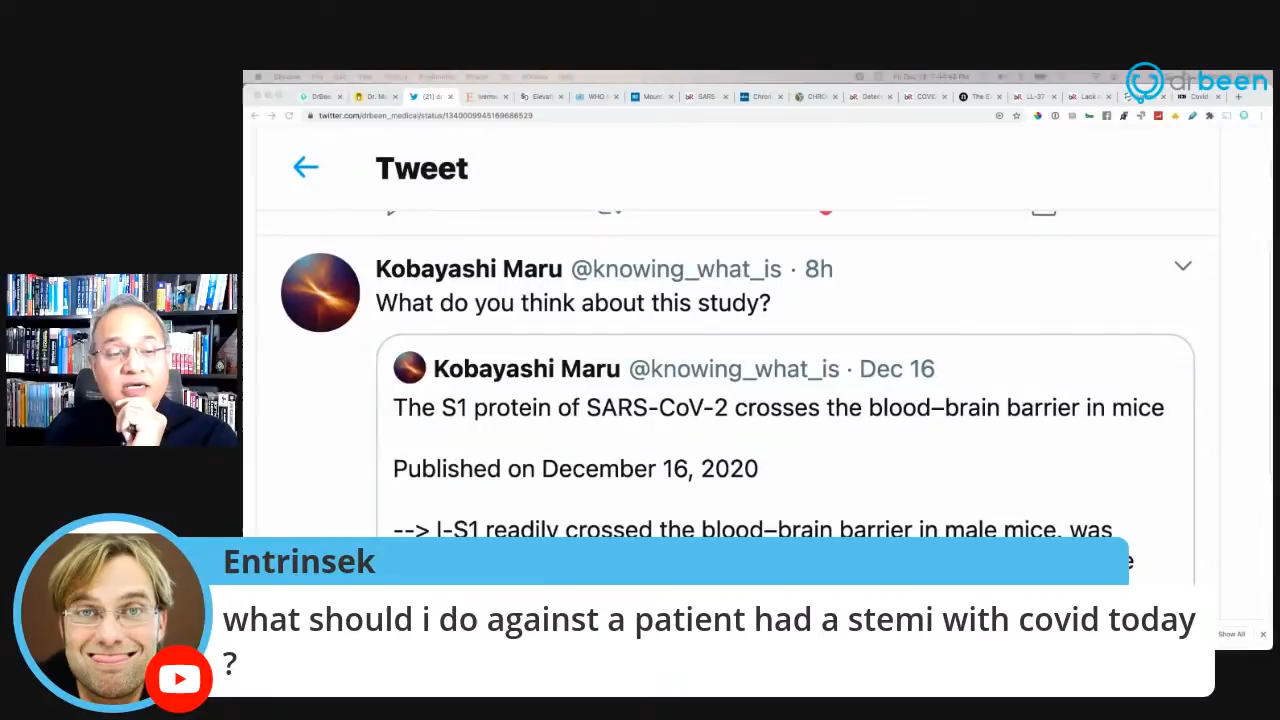 drbeen
twitter.com/drbeen_medical/status/1340009945169686529
Tweet
Kobayashi Maru @knowing_what_is · 8h
What do you think about this study?
Kobayashi Maru @knowing_what_is · Dec 16
The S1 protein of SARS-CoV-2 crosses the blood–brain barrier in mice
Published on December 16, 2020
--> I-S1 readily crossed the blood–brain barrier in male mice, was
Entrinsek
what should i do against a patient had a stemi with covid today
?
Show All